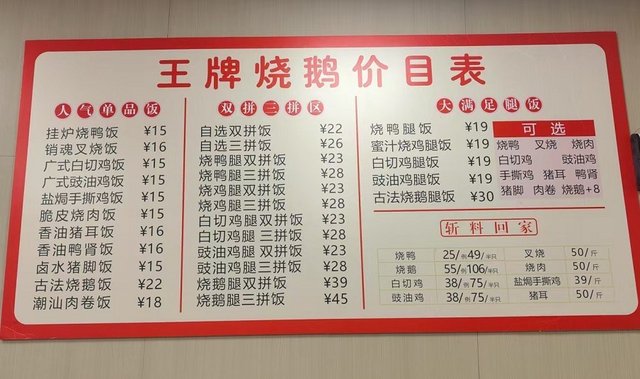 王牌烧鹅价目表
人气单品饭
挂炉烧鸭饭 ¥15
销魂叉烧饭 ¥16
广式白切鸡饭 ¥15
广式豉油鸡饭 ¥15
盐焗手撕鸡饭 ¥15
脆皮烧肉饭 ¥15
香油猪耳饭 ¥16
香油鸭肾饭 ¥16
卤水猪脚饭 ¥15
古法烧鹅饭 ¥22
潮汕肉卷饭 ¥18
双拼三拼区
自选双拼饭 ¥22
自选三拼饭 ¥26
烧鸭腿双拼饭 ¥23
烧鸭腿三拼饭 ¥28
烧鸡腿双拼饭 ¥23
烧鸡腿三拼饭 ¥28
白切鸡腿双拼饭 ¥23
白切鸡腿三拼饭 ¥28
豉油鸡腿双拼饭 ¥23
豉油鸡腿三拼饭 ¥28
烧鹅腿双拼饭 ¥39
烧鹅腿三拼饭 ¥45
大满足腿饭
烧鸭腿饭 ¥19
蜜汁烧鸡腿饭 ¥19
白切鸡腿饭 ¥19
豉油鸡腿饭 ¥19
古法烧鹅腿饭 ¥30
可选
烧鸭 叉烧 烧肉
白切鸡 豉油鸡
手撕鸡 猪耳 鸭肾
猪脚 肉卷 烧鹅+8
斩料回家
烧鸭 25/例49/半只 叉烧 50/斤
烧鹅 55/例106/半只 烧肉 50/斤
白切鸡 38/例75/半只 盐焗手撕鸡 39/斤
豉油鸡 38/例75/半只 猪耳 50/斤